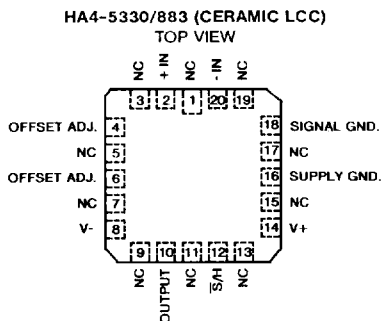 HA4-5330/883 (CERAMIC LCC)
TOP VIEW
NC + IN NC - IN NC
3 2 1 20 19
OFFSET ADJ. 4
NC 5
OFFSET ADJ. 6
NC 7
V- 8
18 SIGNAL GND.
17 NC
16 SUPPLY GND.
15 NC
14 V+
9 10 11 12 13
NC OUTPUT NC S̅/H NC